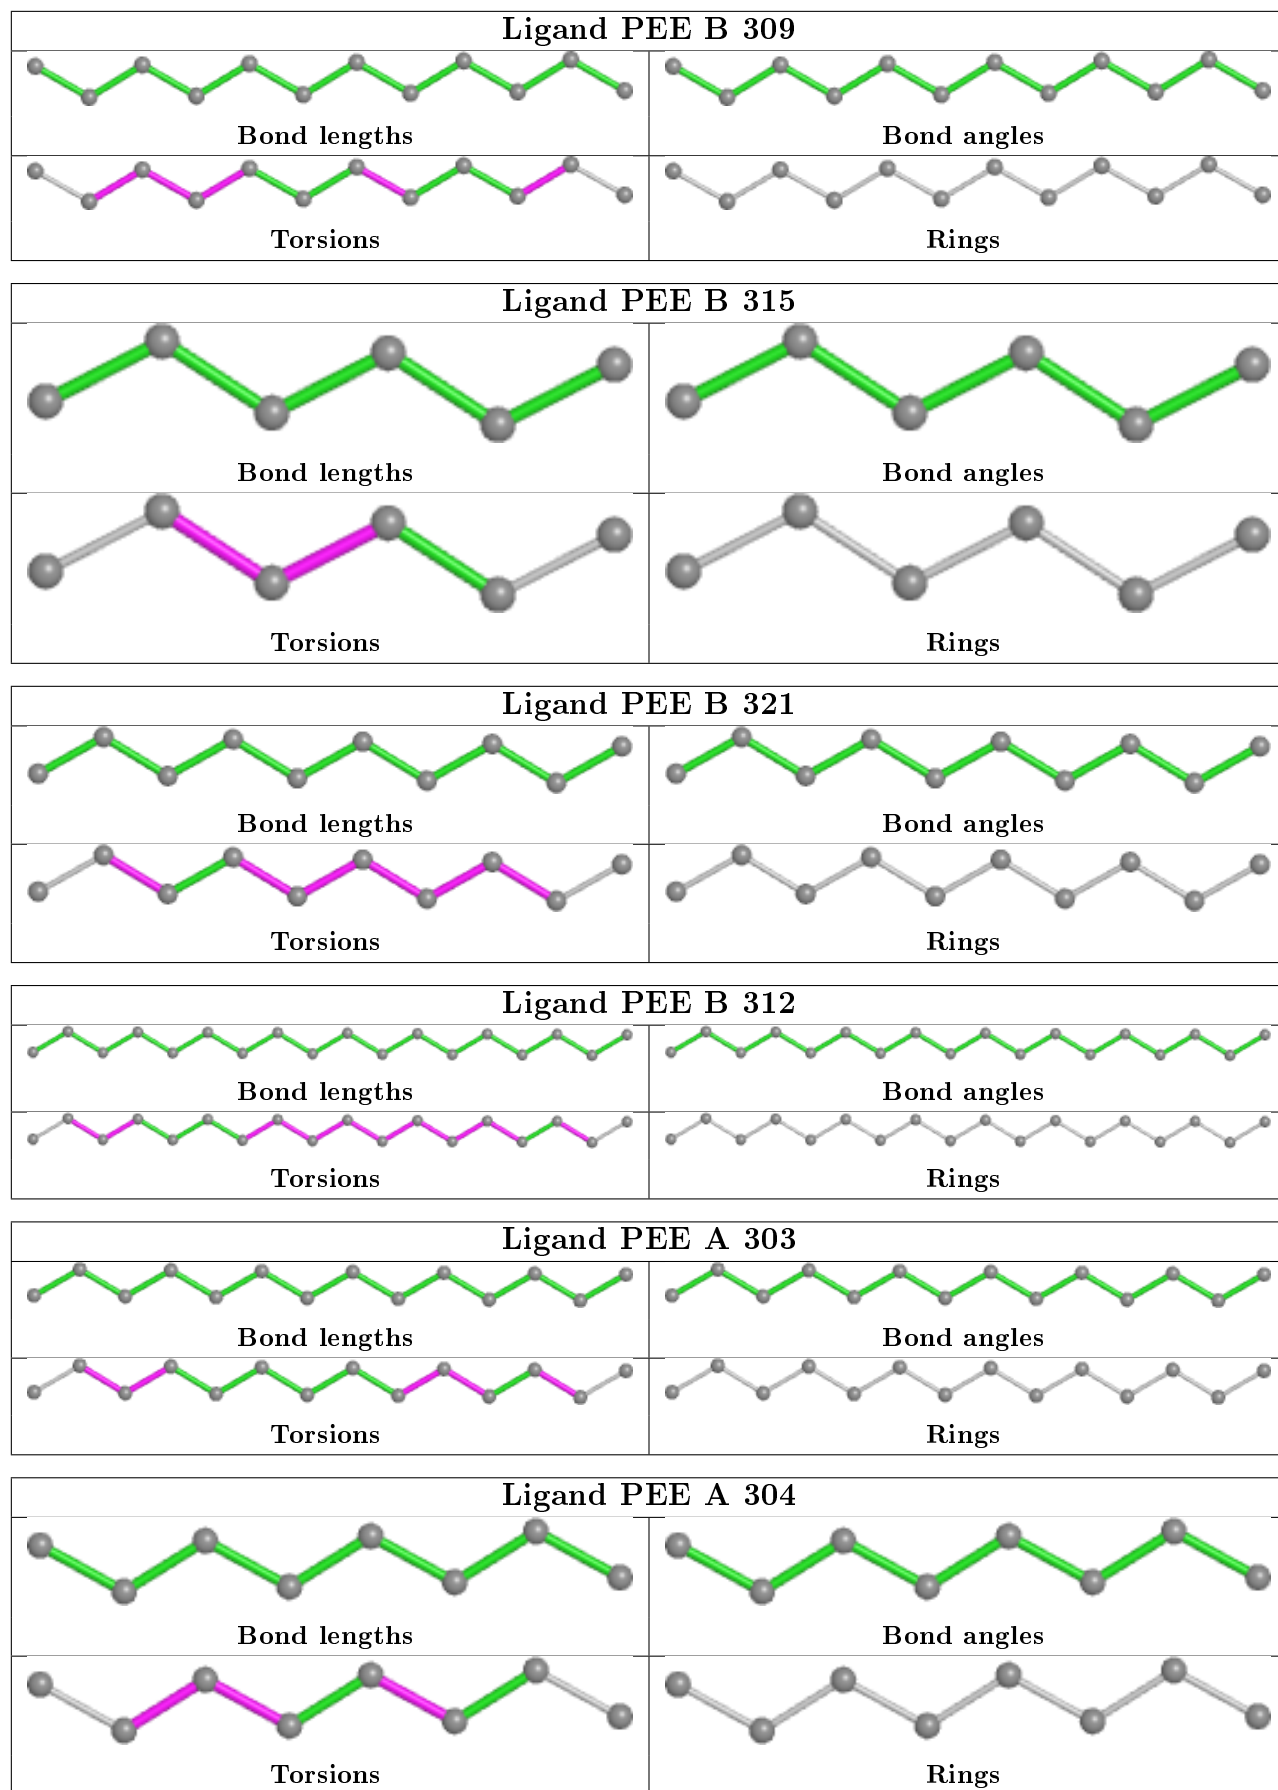 Ligand PEE B 309
Bond lengths
Bond angles
Torsions
Rings
Ligand PEE B 315
Bond lengths
Bond angles
Torsions
Rings
Ligand PEE B 321
Bond lengths
Bond angles
Torsions
Rings
Ligand PEE B 312
Bond lengths
Bond angles
Torsions
Rings
Ligand PEE A 303
Bond lengths
Bond angles
Torsions
Rings
Ligand PEE A 304
Bond lengths
Bond angles
Torsions
Rings